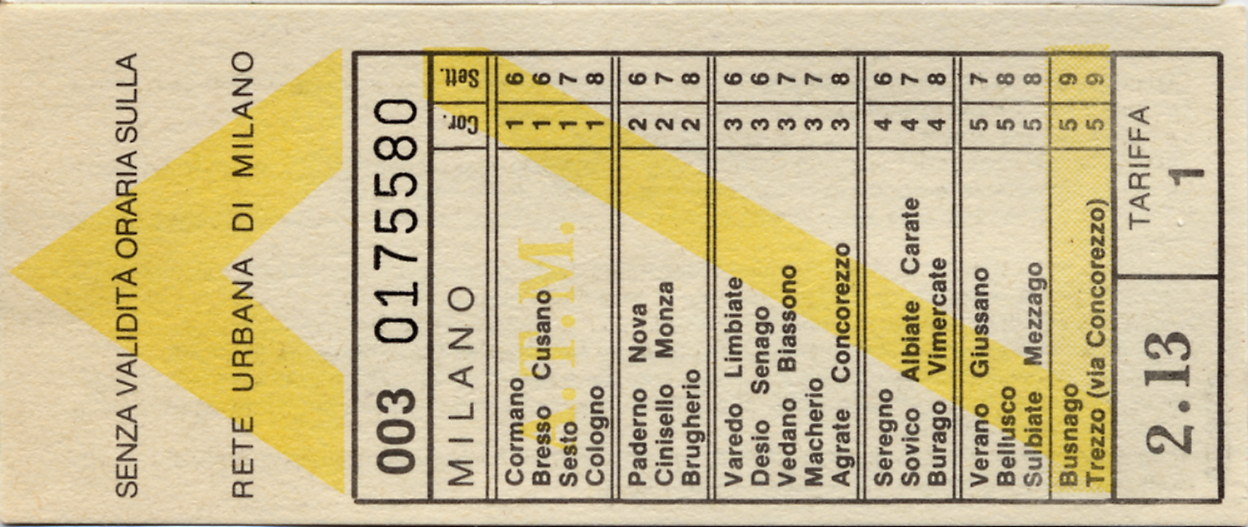 SENZA VALIDITÀ ORARIA SULLA
RETE URBANA DI MILANO
003 0175580
MILANO Cor. Sett.
Cormano 1 6
Bresso Cusano 1 6
Sesto 1 7
Cologno 1 8
A.T.M.
Paderno Nova 2 6
Cinisello Monza 2 7
Brugherio 2 8
Varedo Limbiate 3 6
Desio Senago 3 6
Vedano Biassono 3 7
Macherio 3 7
Agrate Concorezzo 3 8
Seregno 4 6
Sovico Albiate Carate 4 7
Burago Vimercate 4 8
Verano Giussano 5 7
Bellusco 5 8
Sulbiate Mezzago 5 8
Busnago 5 9
Trezzo (via Concorezzo) 5 9
2.13 TARIFFA
1